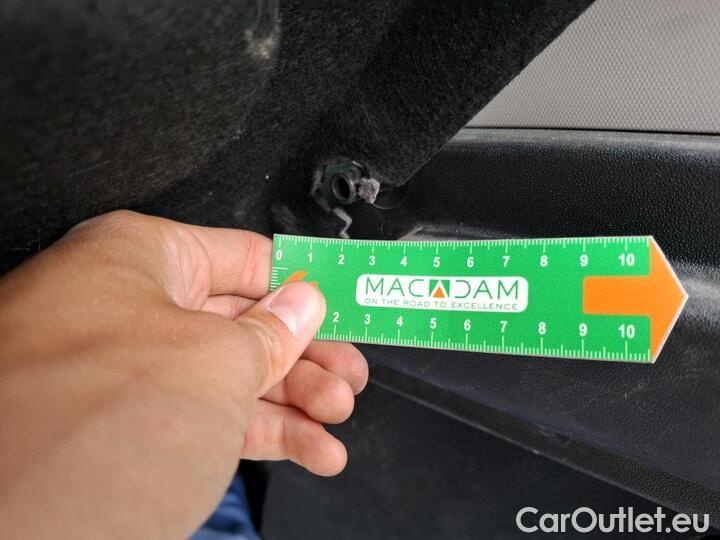 0 1 2 3 4 5 6 7 8 9 10
MACADAM
ON THE ROAD TO EXCELLENCE
2 3 4 5 6 7 8 9 10
CarOutlet.eu